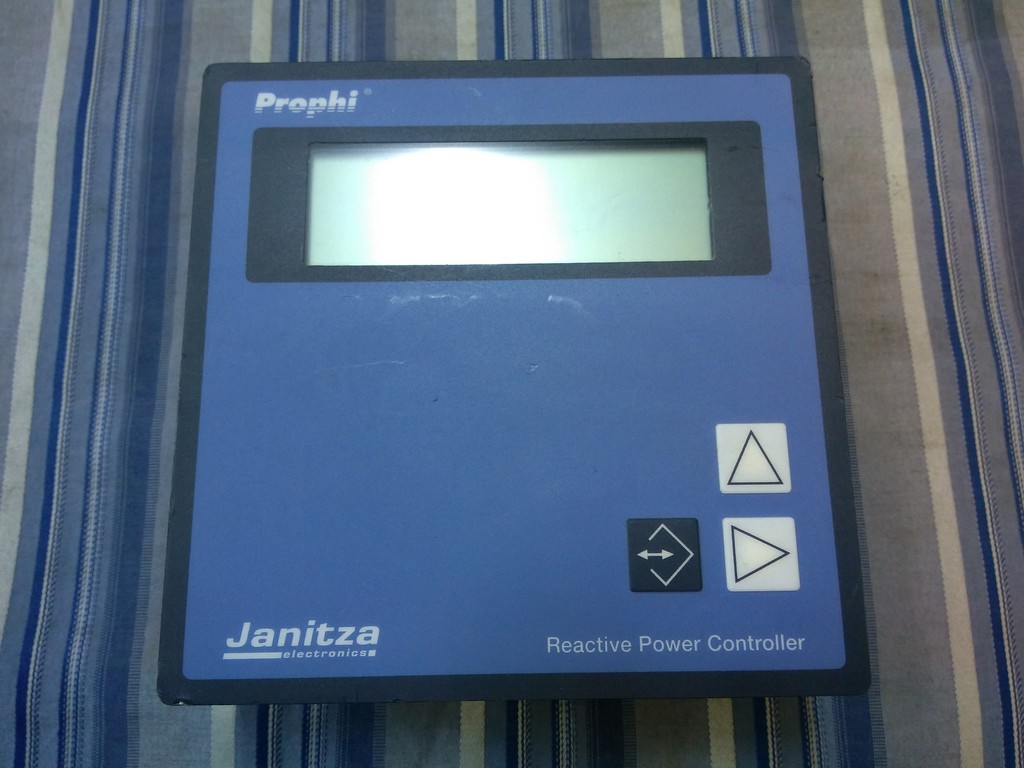 Prophi®
Janitza
electronics
Reactive Power Controller